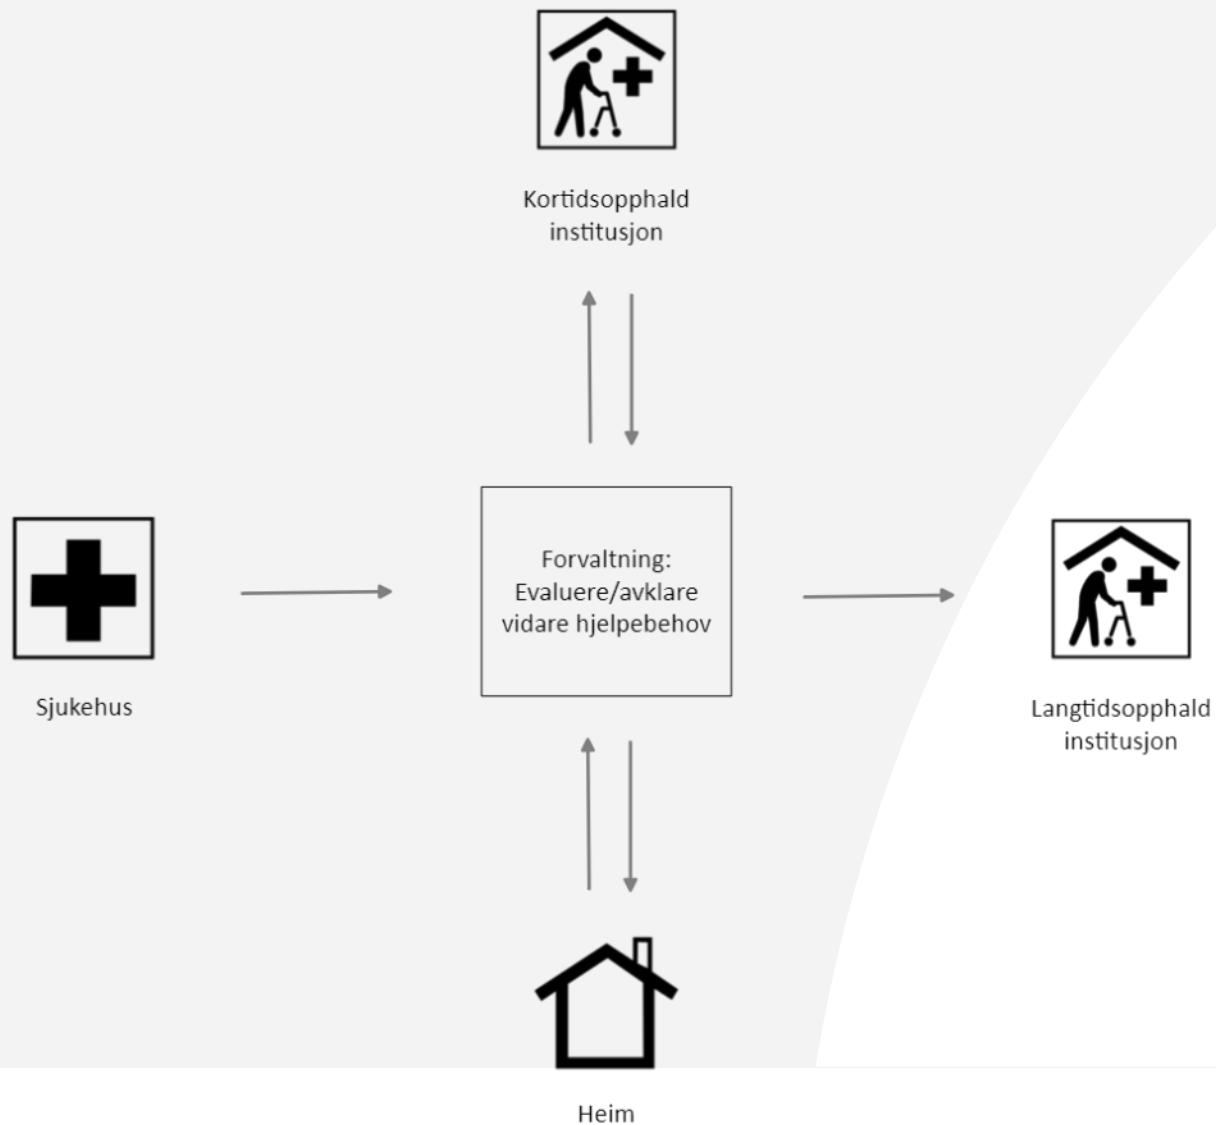 Kortidsopphald
institusjon
Forvaltning:
Evaluere/avklare
vidare hjelpebehov
Sjukehus
Langtidsopphald
institusjon
Heim